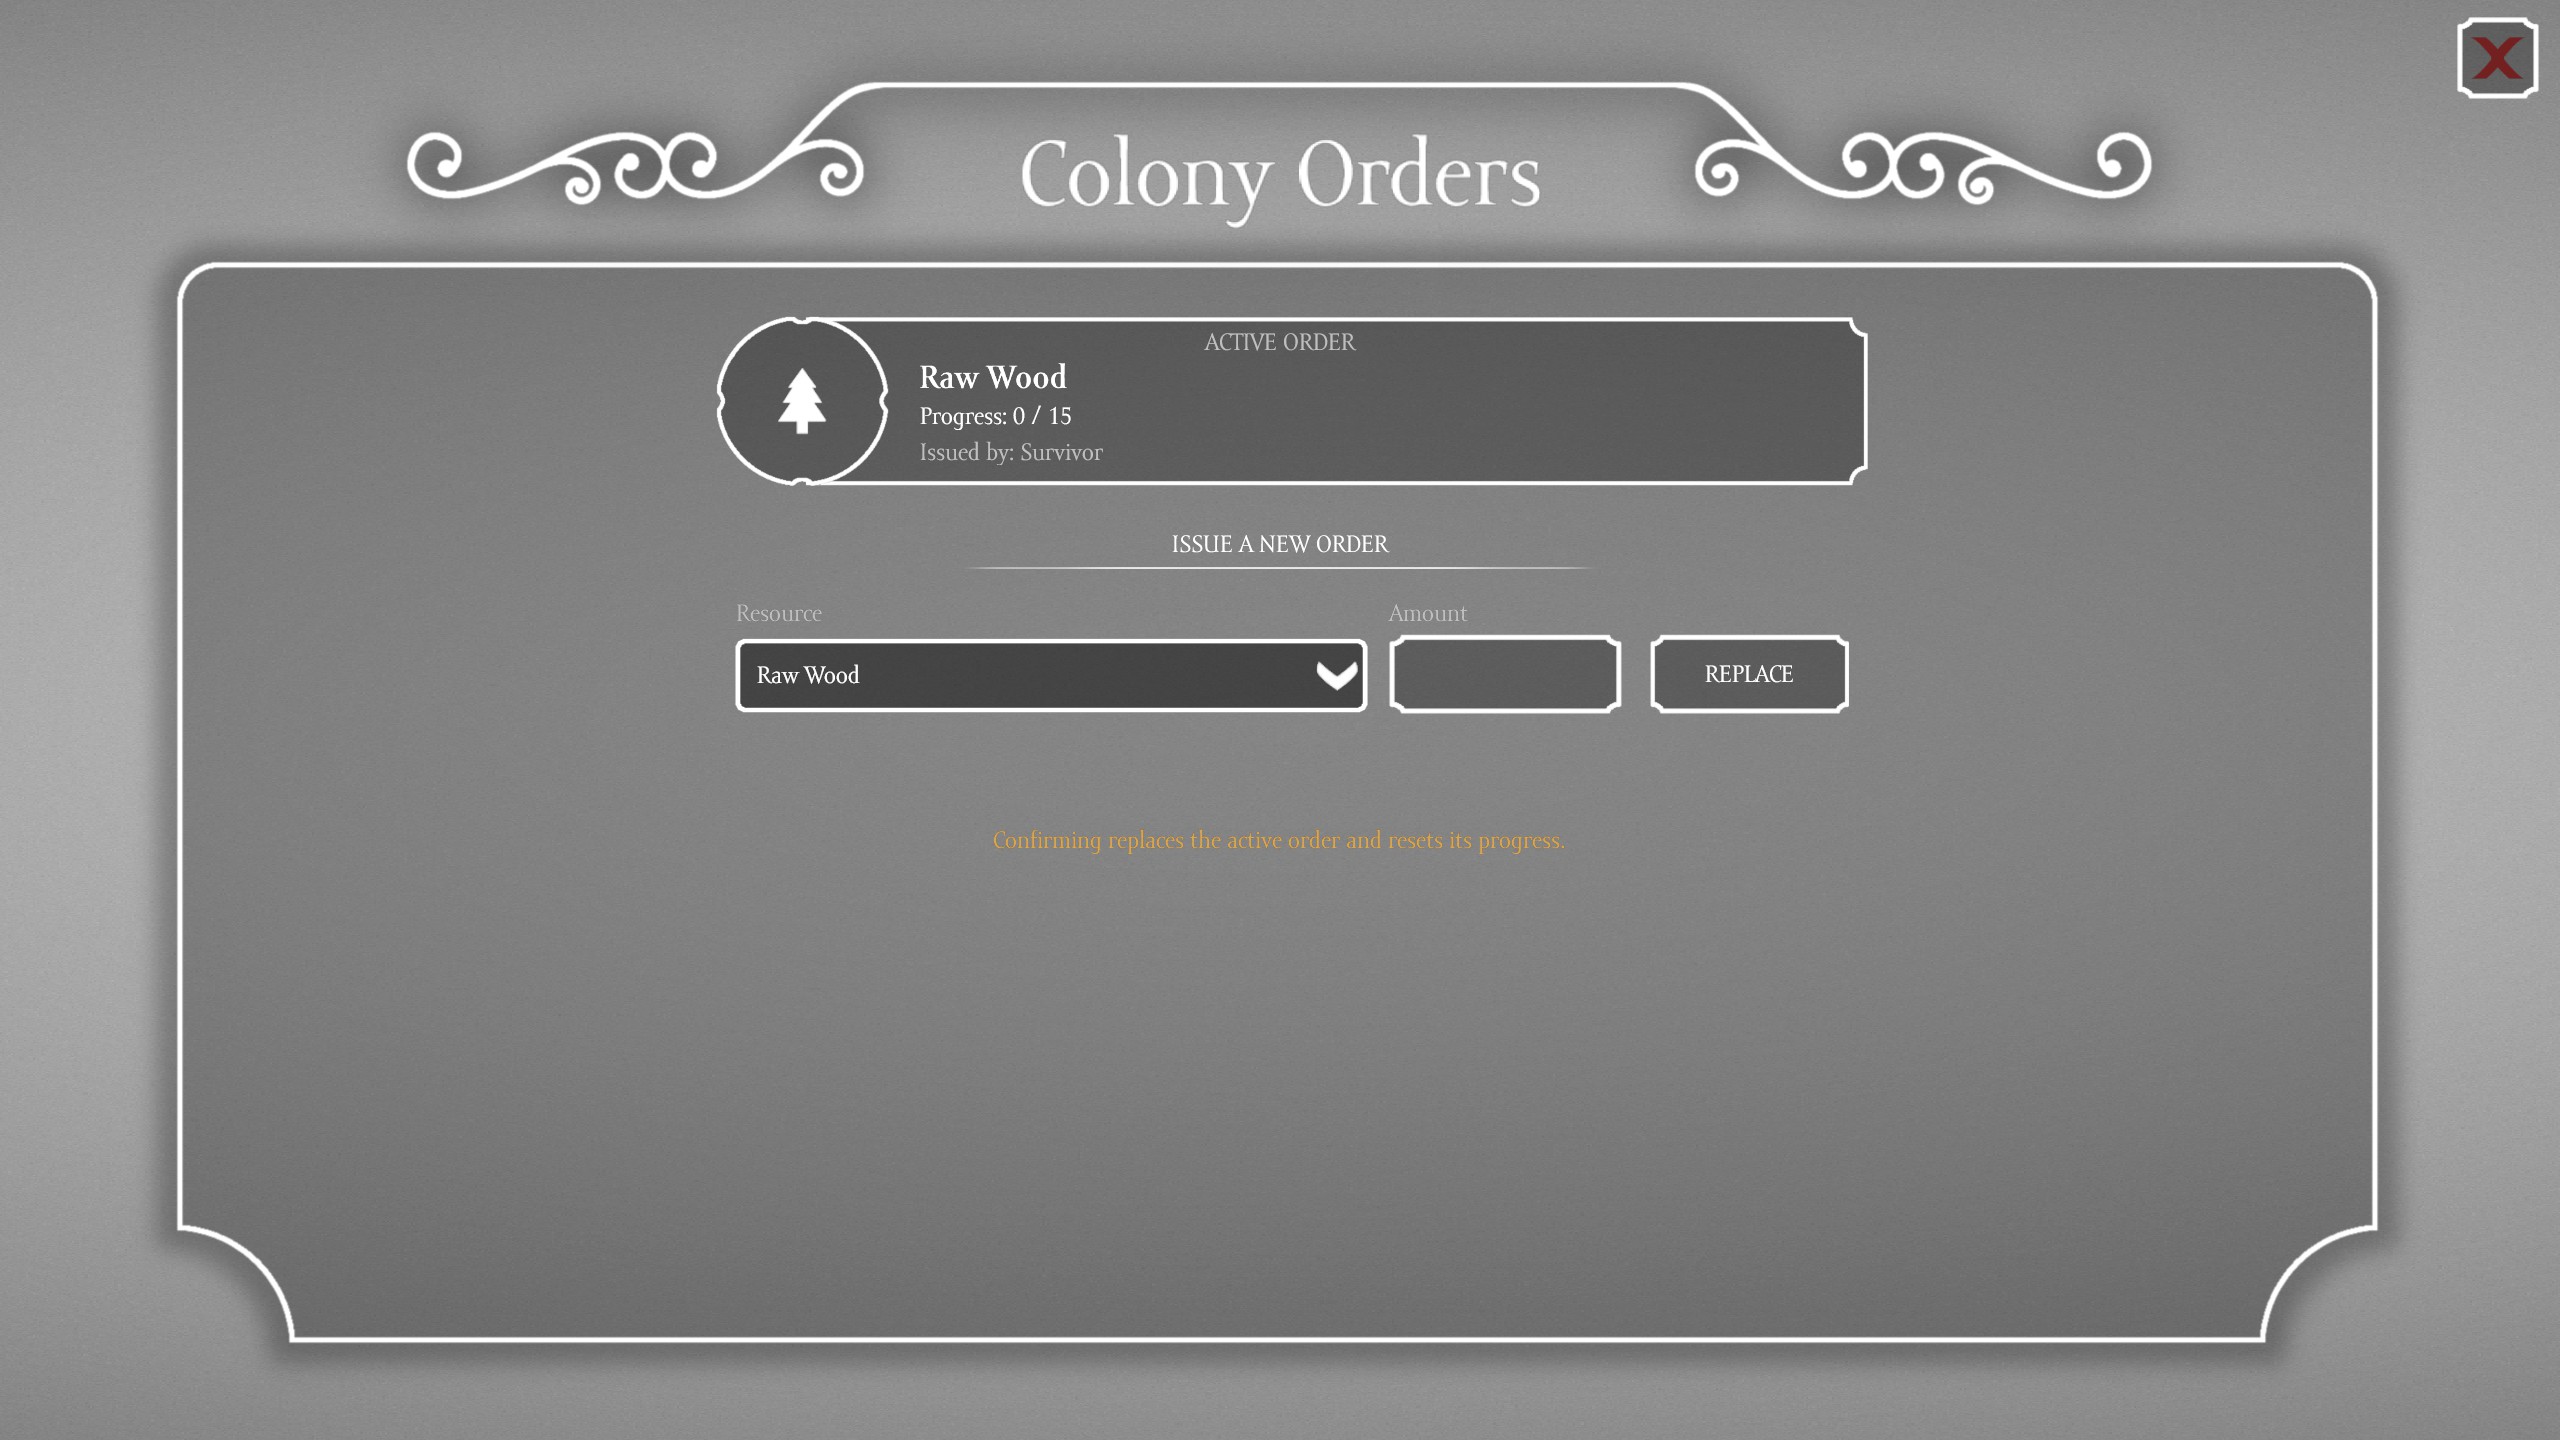 Colony Orders
ACTIVE ORDER
Raw Wood
Progress: 0 / 15
Issued by: Survivor
ISSUE A NEW ORDER
Resource
Amount
Raw Wood
REPLACE
Confirming replaces the active order and resets its progress.